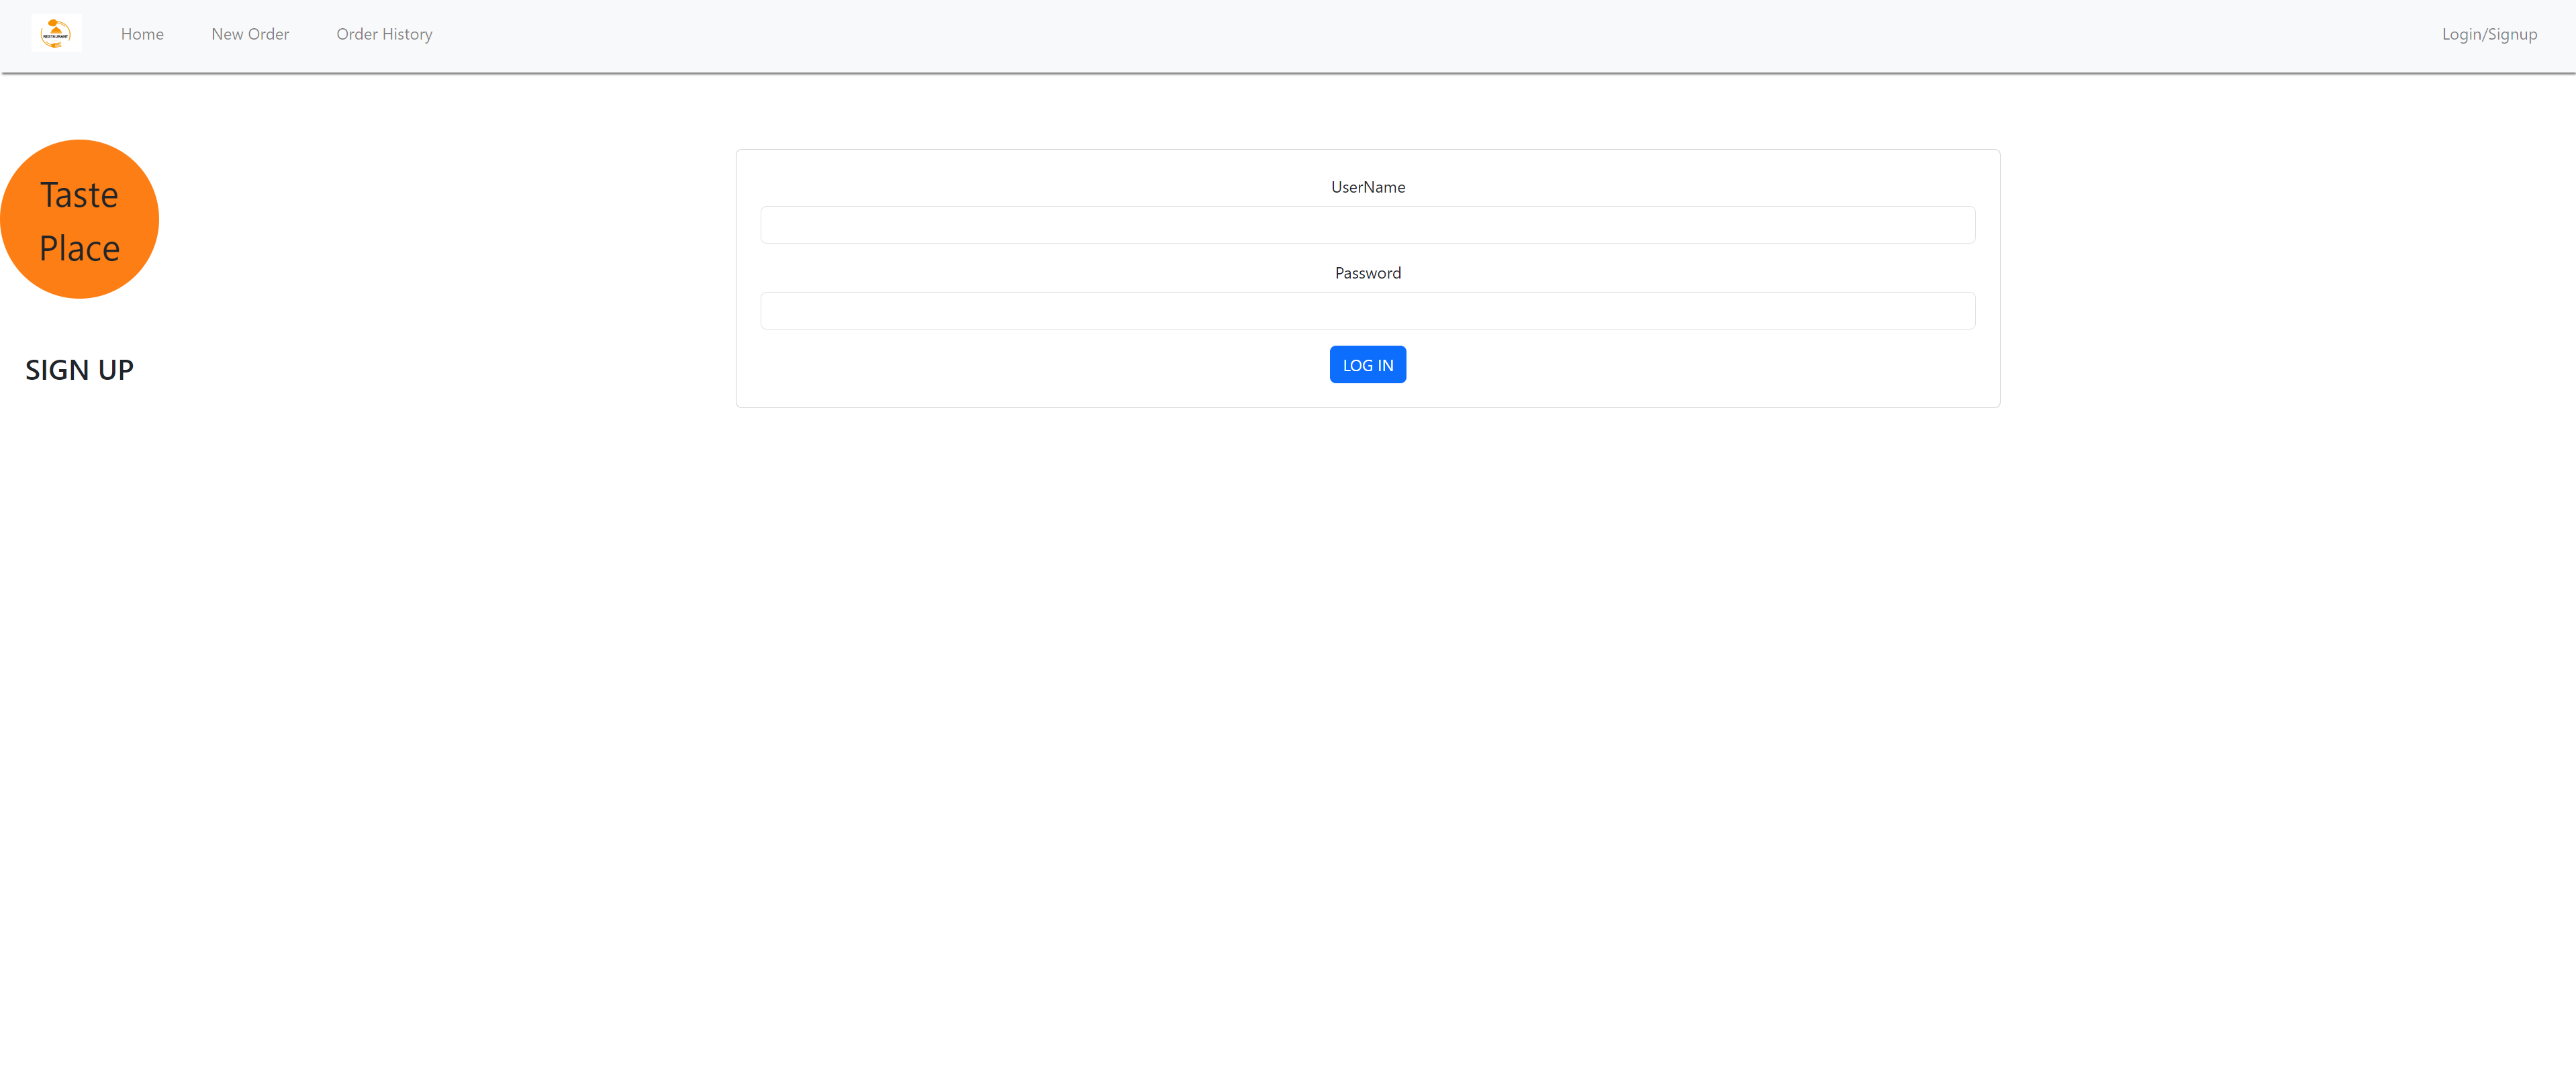 RESTAURANT
Home
New Order
Order History
Login/Signup
Taste
Place
SIGN UP
UserName
Password
LOG IN